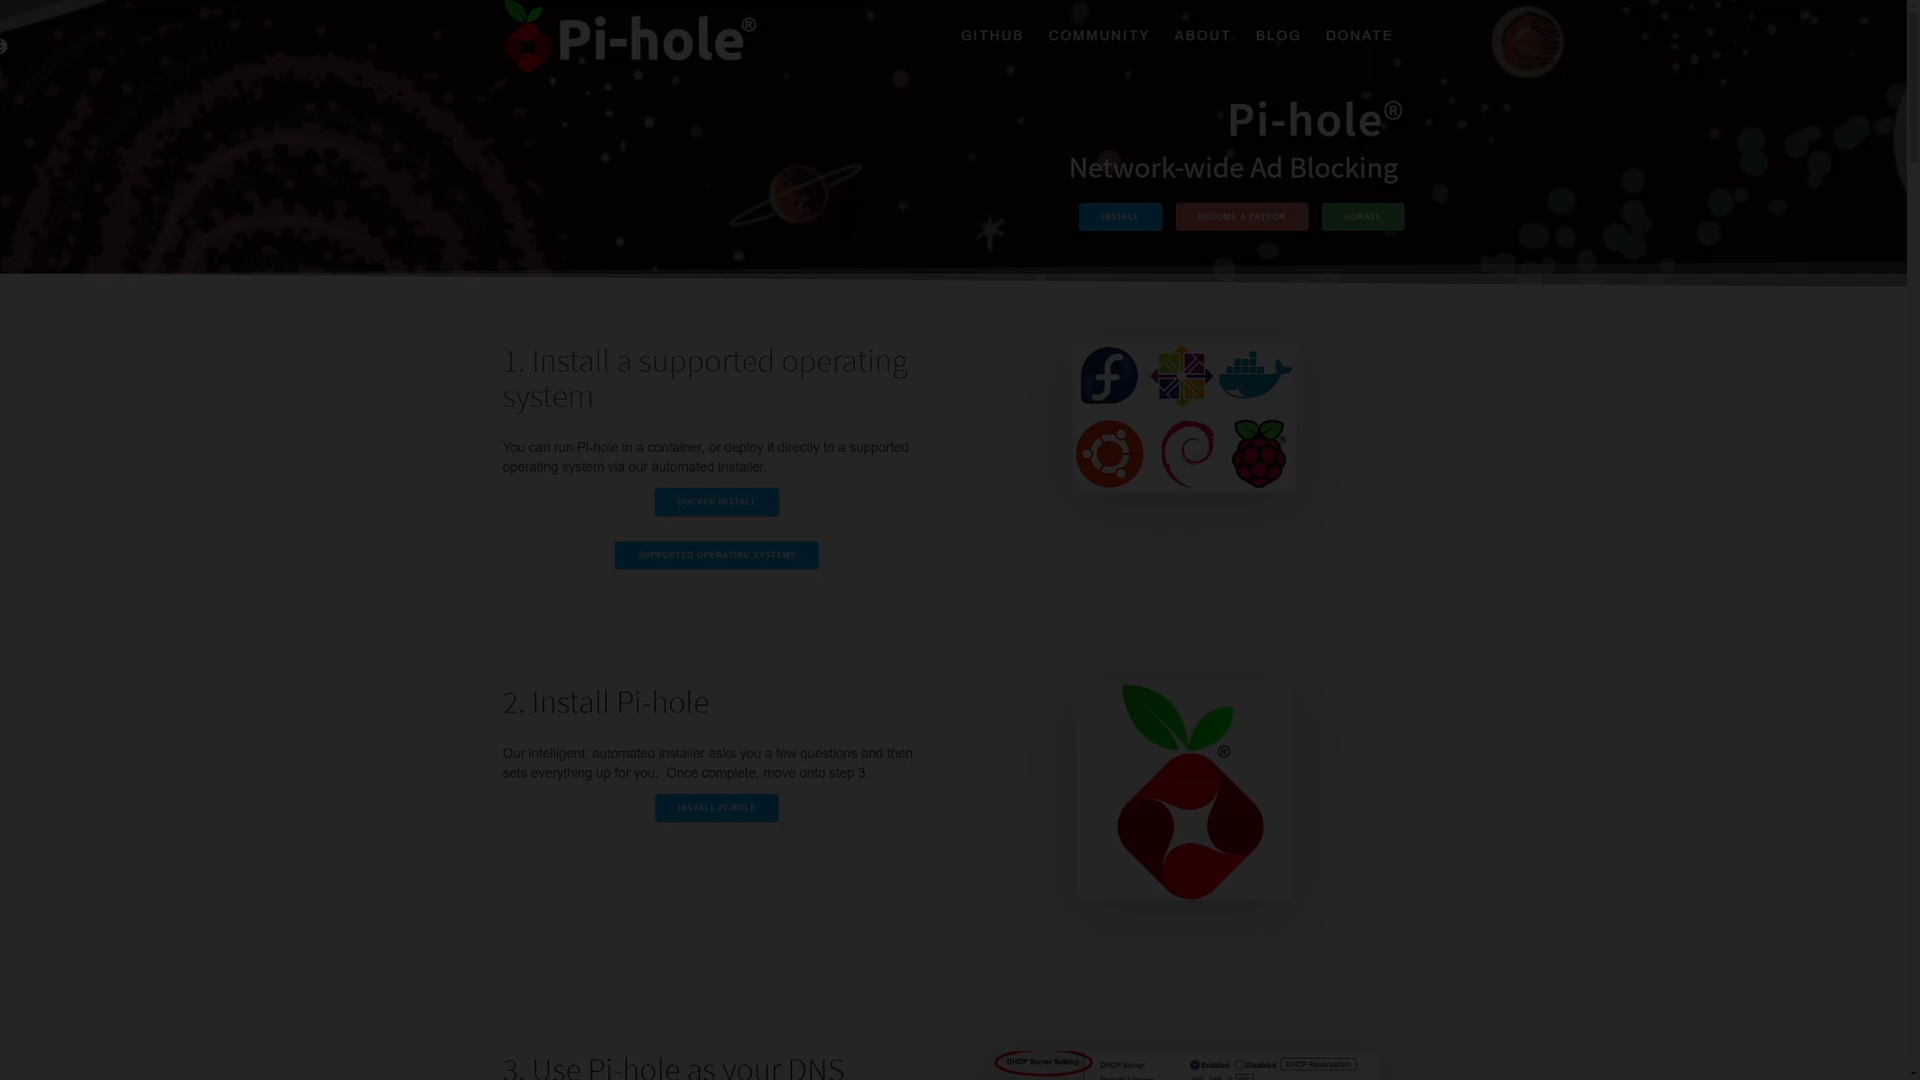 Pi-hole®
GITHUB COMMUNITY ABOUT BLOG DONATE
Pi-hole®
Network-wide Ad Blocking
INSTALL BECOME A PATRON DONATE
1. Install a supported operating
system
You can run Pi-hole in a container, or deploy it directly to a supported
operating system via our automated installer.
DOCKER INSTALL
SUPPORTED OPERATING SYSTEMS
2. Install Pi-hole
®
Our intelligent, automated installer asks you a few questions and then
sets everything up for you. Once complete, move onto step 3.
INSTALL PI-HOLE
3. Use Pi-hole as your DNS
DHCP Server Setting
DHCP Server: Enabled Disabled DHCP Reservation